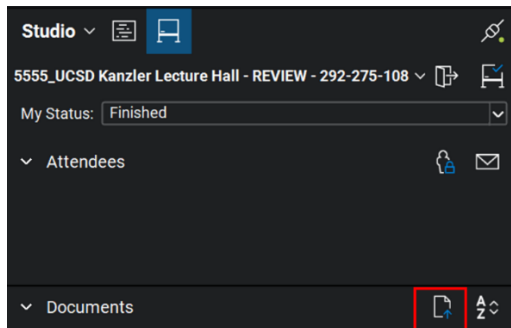 Studio
5555_UCSD Kanzler Lecture Hall - REVIEW - 292-275-108
My Status: Finished
Attendees
Documents